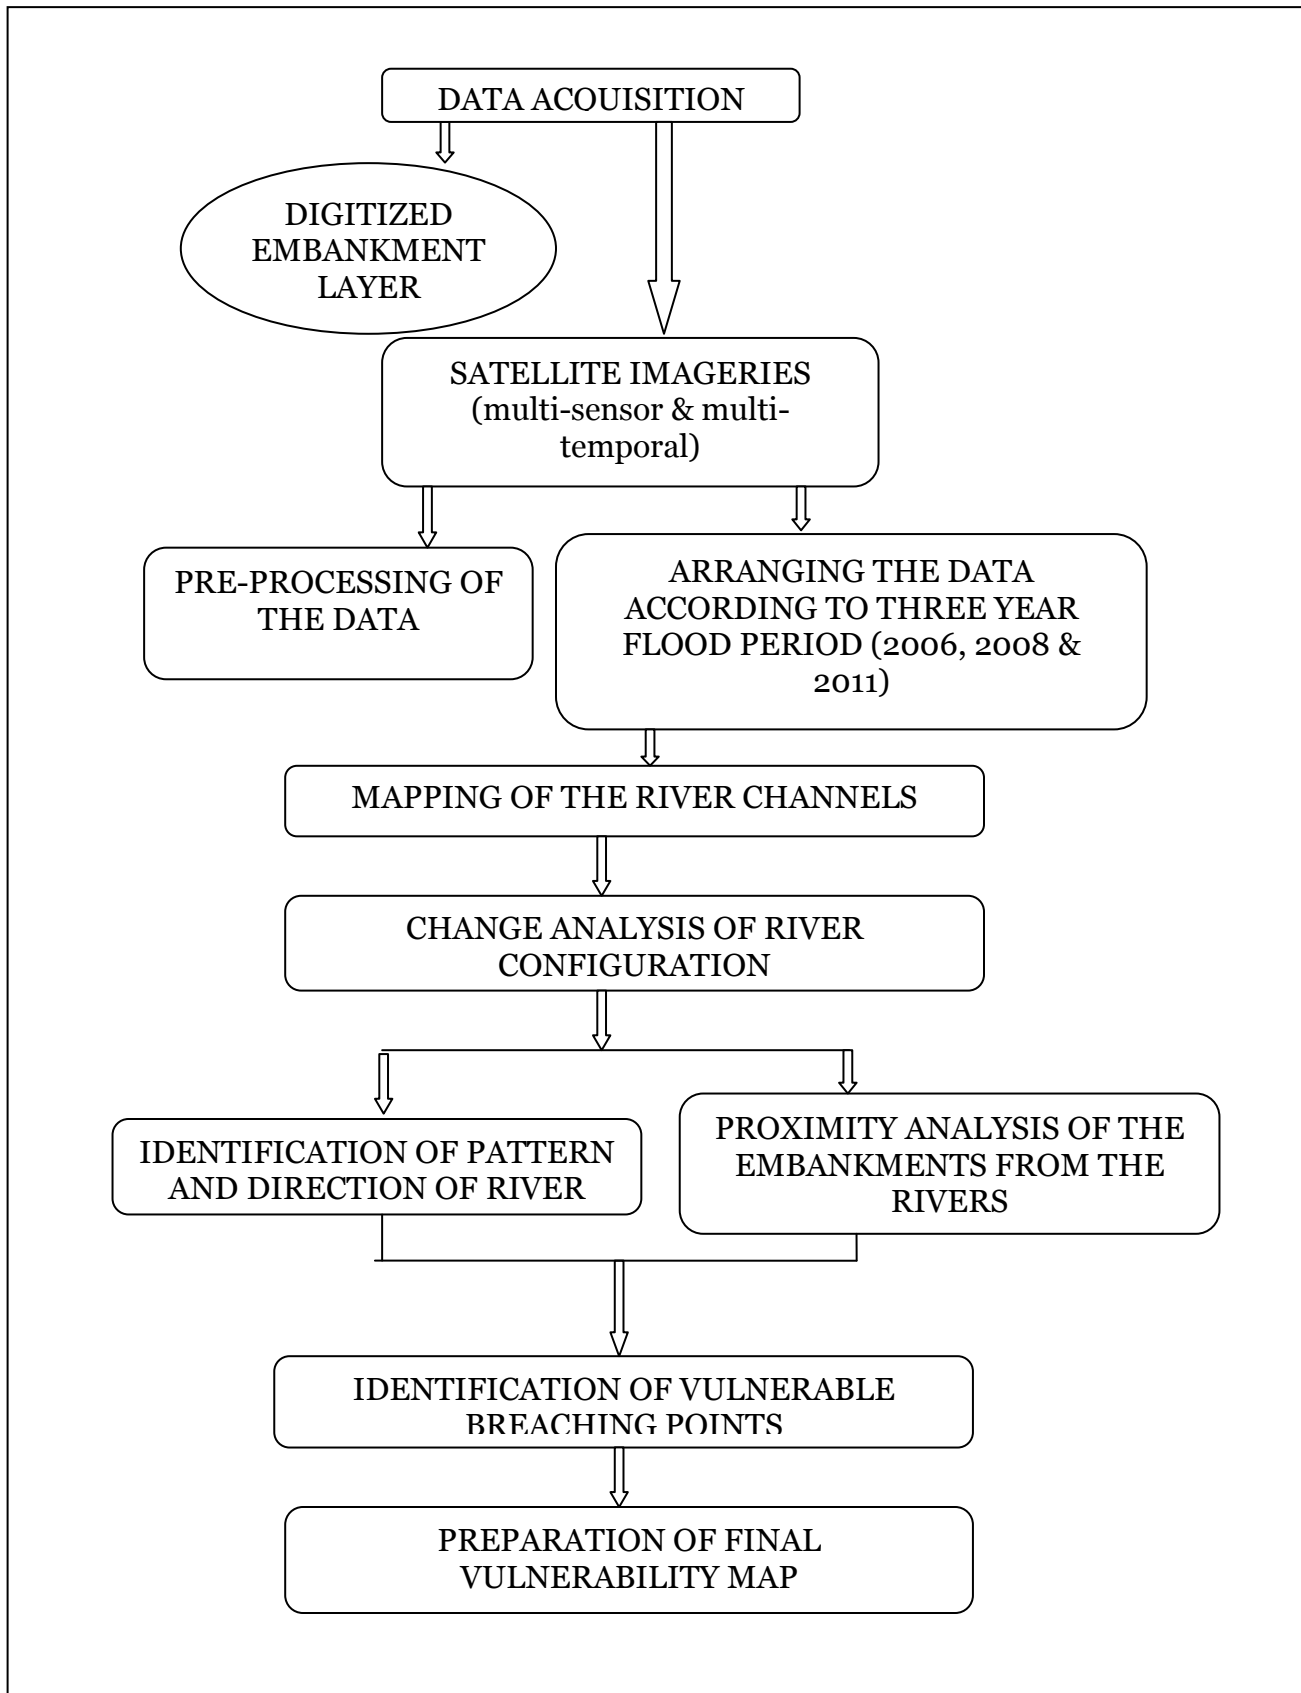 DATA ACQUISITION
DIGITIZED
EMBANKMENT
LAYER
SATELLITE IMAGERIES
(multi-sensor & multi-
temporal)
PRE-PROCESSING OF
THE DATA
ARRANGING THE DATA
ACCORDING TO THREE YEAR
FLOOD PERIOD (2006, 2008 &
2011)
MAPPING OF THE RIVER CHANNELS
CHANGE ANALYSIS OF RIVER
CONFIGURATION
IDENTIFICATION OF PATTERN
AND DIRECTION OF RIVER
PROXIMITY ANALYSIS OF THE
EMBANKMENTS FROM THE
RIVERS
IDENTIFICATION OF VULNERABLE
BREACHING POINTS
PREPARATION OF FINAL
VULNERABILITY MAP